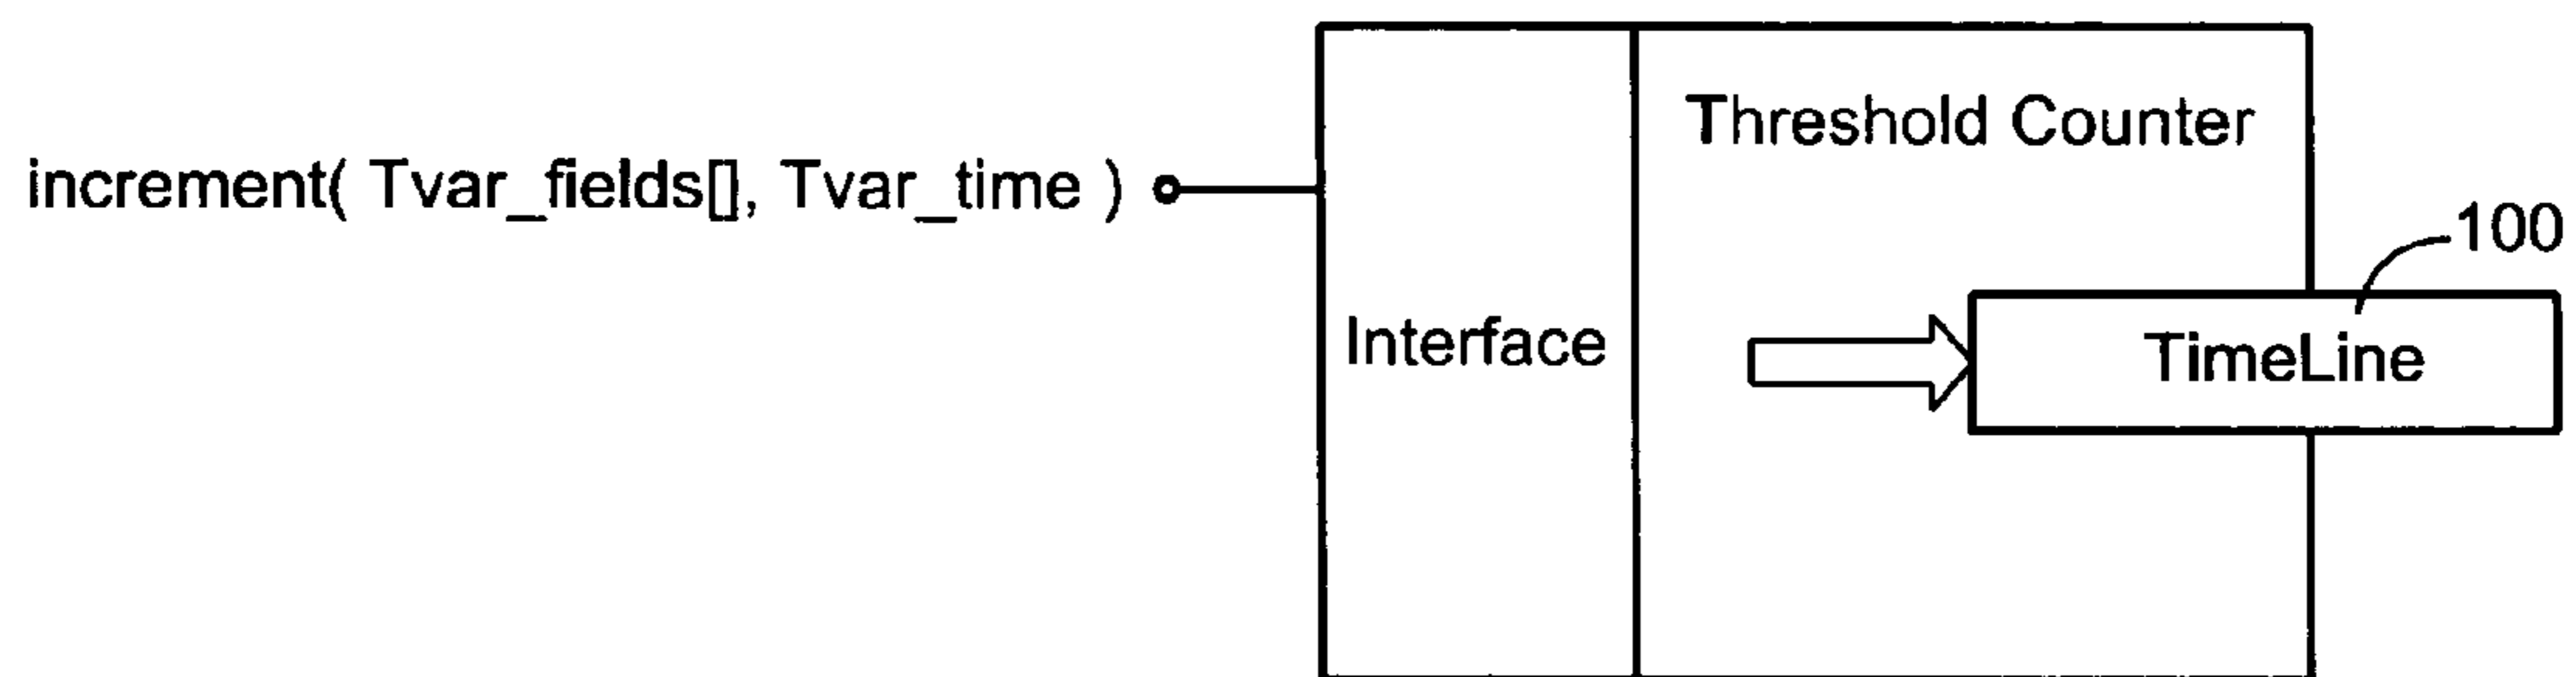 Threshold Counter
increment( Tvar_fields[], Tvar_time )
100
Interface
TimeLine